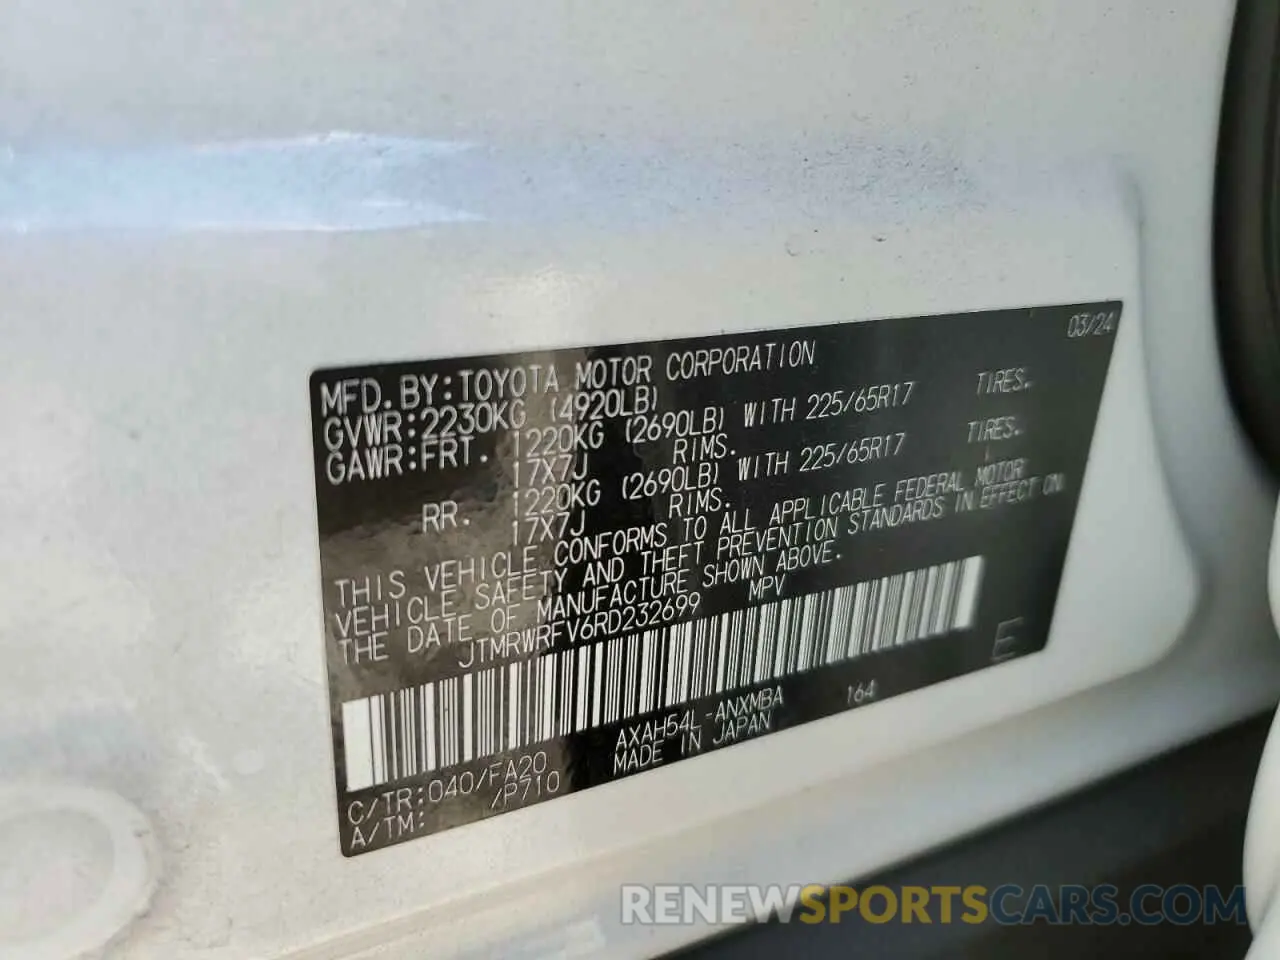 03/24
MFD. BY: TOYOTA MOTOR CORPORATION
GVWR: 2230KG (4920LB)
GAWR: FRT. 1220KG (2690LB) WITH 225/65R17 TIRES.
17X7J RIMS.
RR. 1220KG (2690LB) WITH 225/65R17 TIRES.
17X7J RIMS.
THIS VEHICLE CONFORMS TO ALL APPLICABLE FEDERAL MOTOR
VEHICLE SAFETY AND THEFT PREVENTION STANDARDS IN EFFECT ON
THE DATE OF MANUFACTURE SHOWN ABOVE.
JTMRWRFV6RD232699 MPV
E
AXAH54L-ANXMBA 164
C/TR: 040/FA20 MADE IN JAPAN
A/TM: /P710
RENEWSPORTSCARS.COM